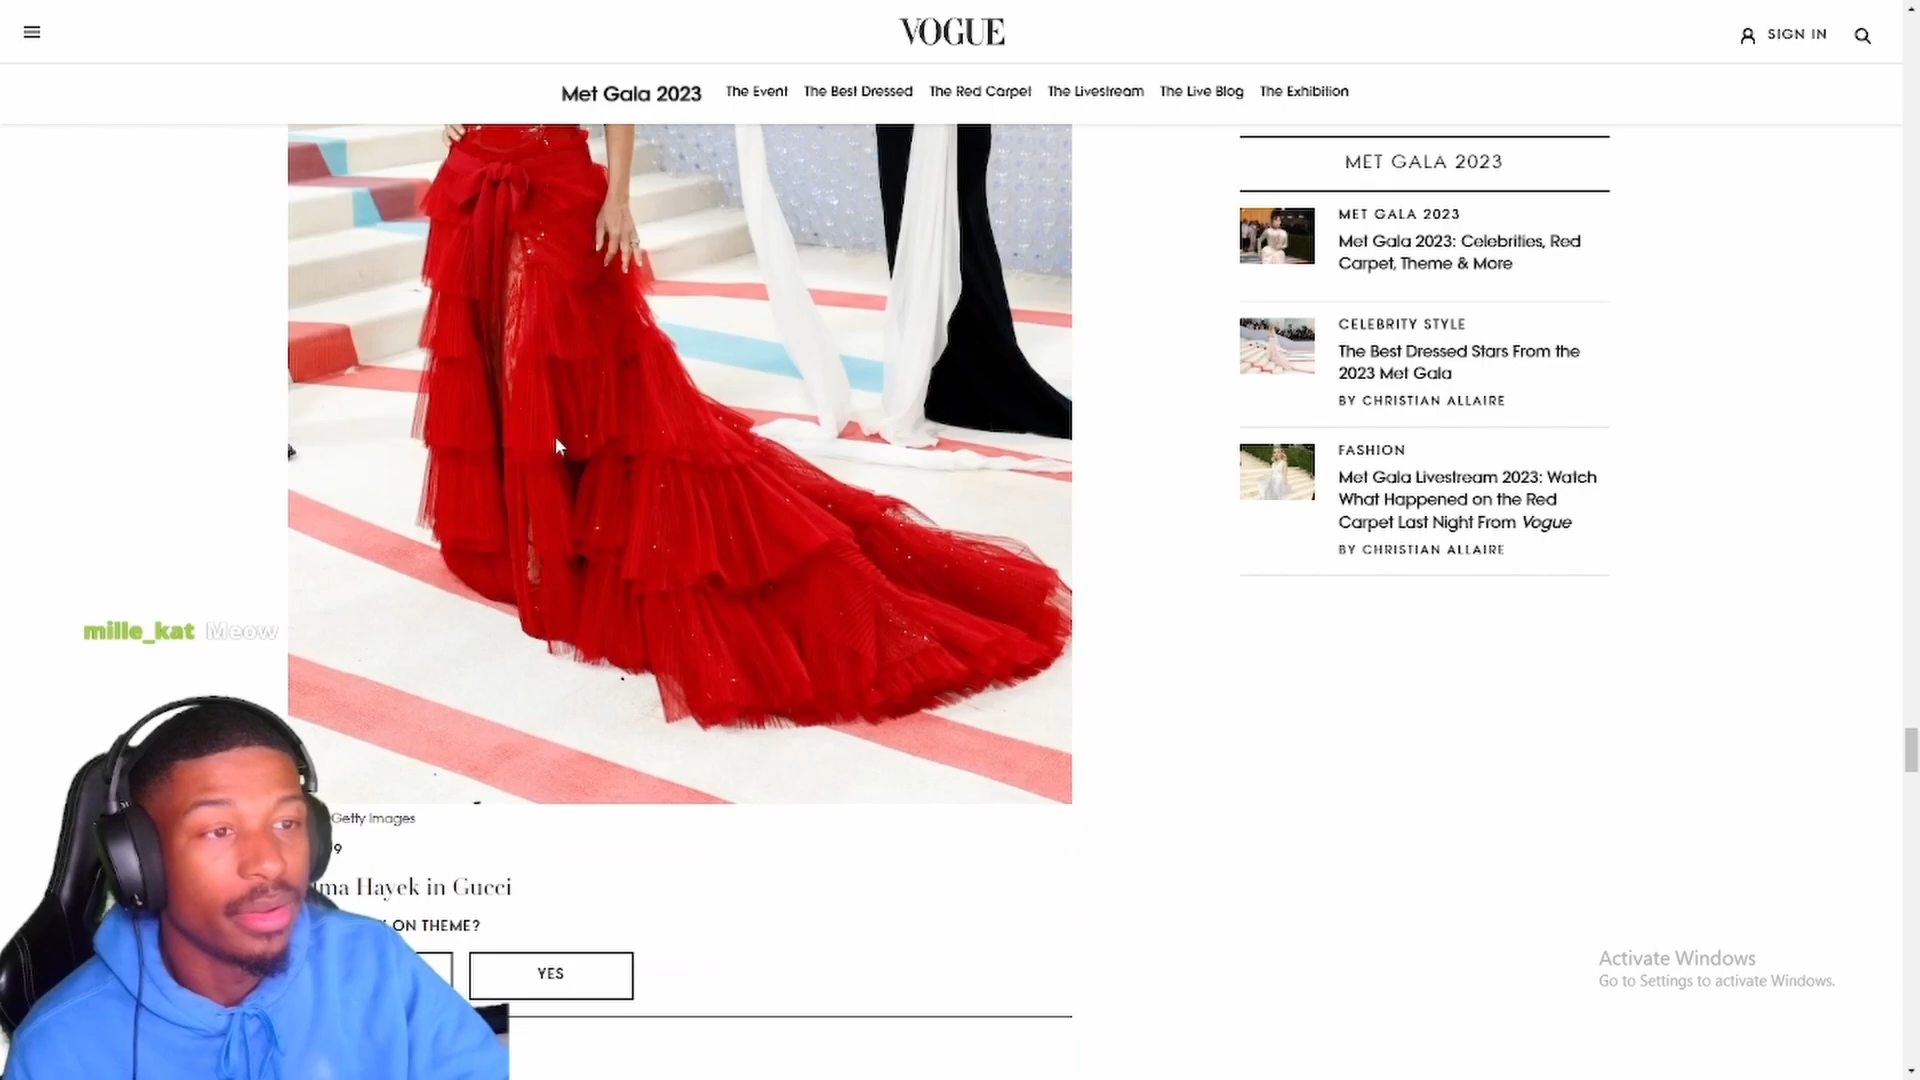 VOGUE
SIGN IN
Met Gala 2023
The Event
The Best Dressed
The Red Carpet
The Livestream
The Live Blog
The Exhibition
MET GALA 2023
MET GALA 2023
Met Gala 2023: Celebrities, Red
Carpet, Theme & More
CELEBRITY STYLE
The Best Dressed Stars From the
2023 Met Gala
BY CHRISTIAN ALLAIRE
FASHION
Met Gala Livestream 2023: Watch
What Happened on the Red
Carpet Last Night From Vogue
BY CHRISTIAN ALLAIRE
mille_kat Meow
Getty Images
9
ma Hayek in Gucci
ON THEME?
YES
Activate Windows
Go to Settings to activate Windows.